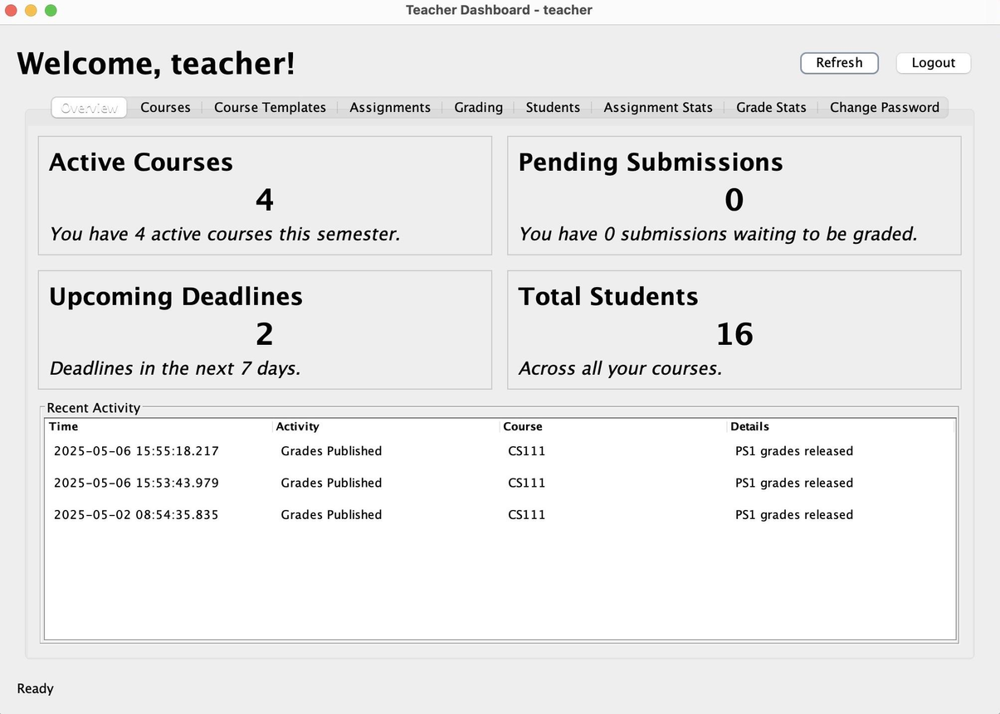 Teacher Dashboard - teacher
Welcome, teacher!
Refresh Logout
Overview Courses Course Templates Assignments Grading Students Assignment Stats Grade Stats Change Password
Active Courses
4
You have 4 active courses this semester.
Pending Submissions
0
You have 0 submissions waiting to be graded.
Upcoming Deadlines
2
Deadlines in the next 7 days.
Total Students
16
Across all your courses.
Recent Activity
Time Activity Course Details
2025-05-06 15:55:18.217 Grades Published CS111 PS1 grades released
2025-05-06 15:53:43.979 Grades Published CS111 PS1 grades released
2025-05-02 08:54:35.835 Grades Published CS111 PS1 grades released
Ready